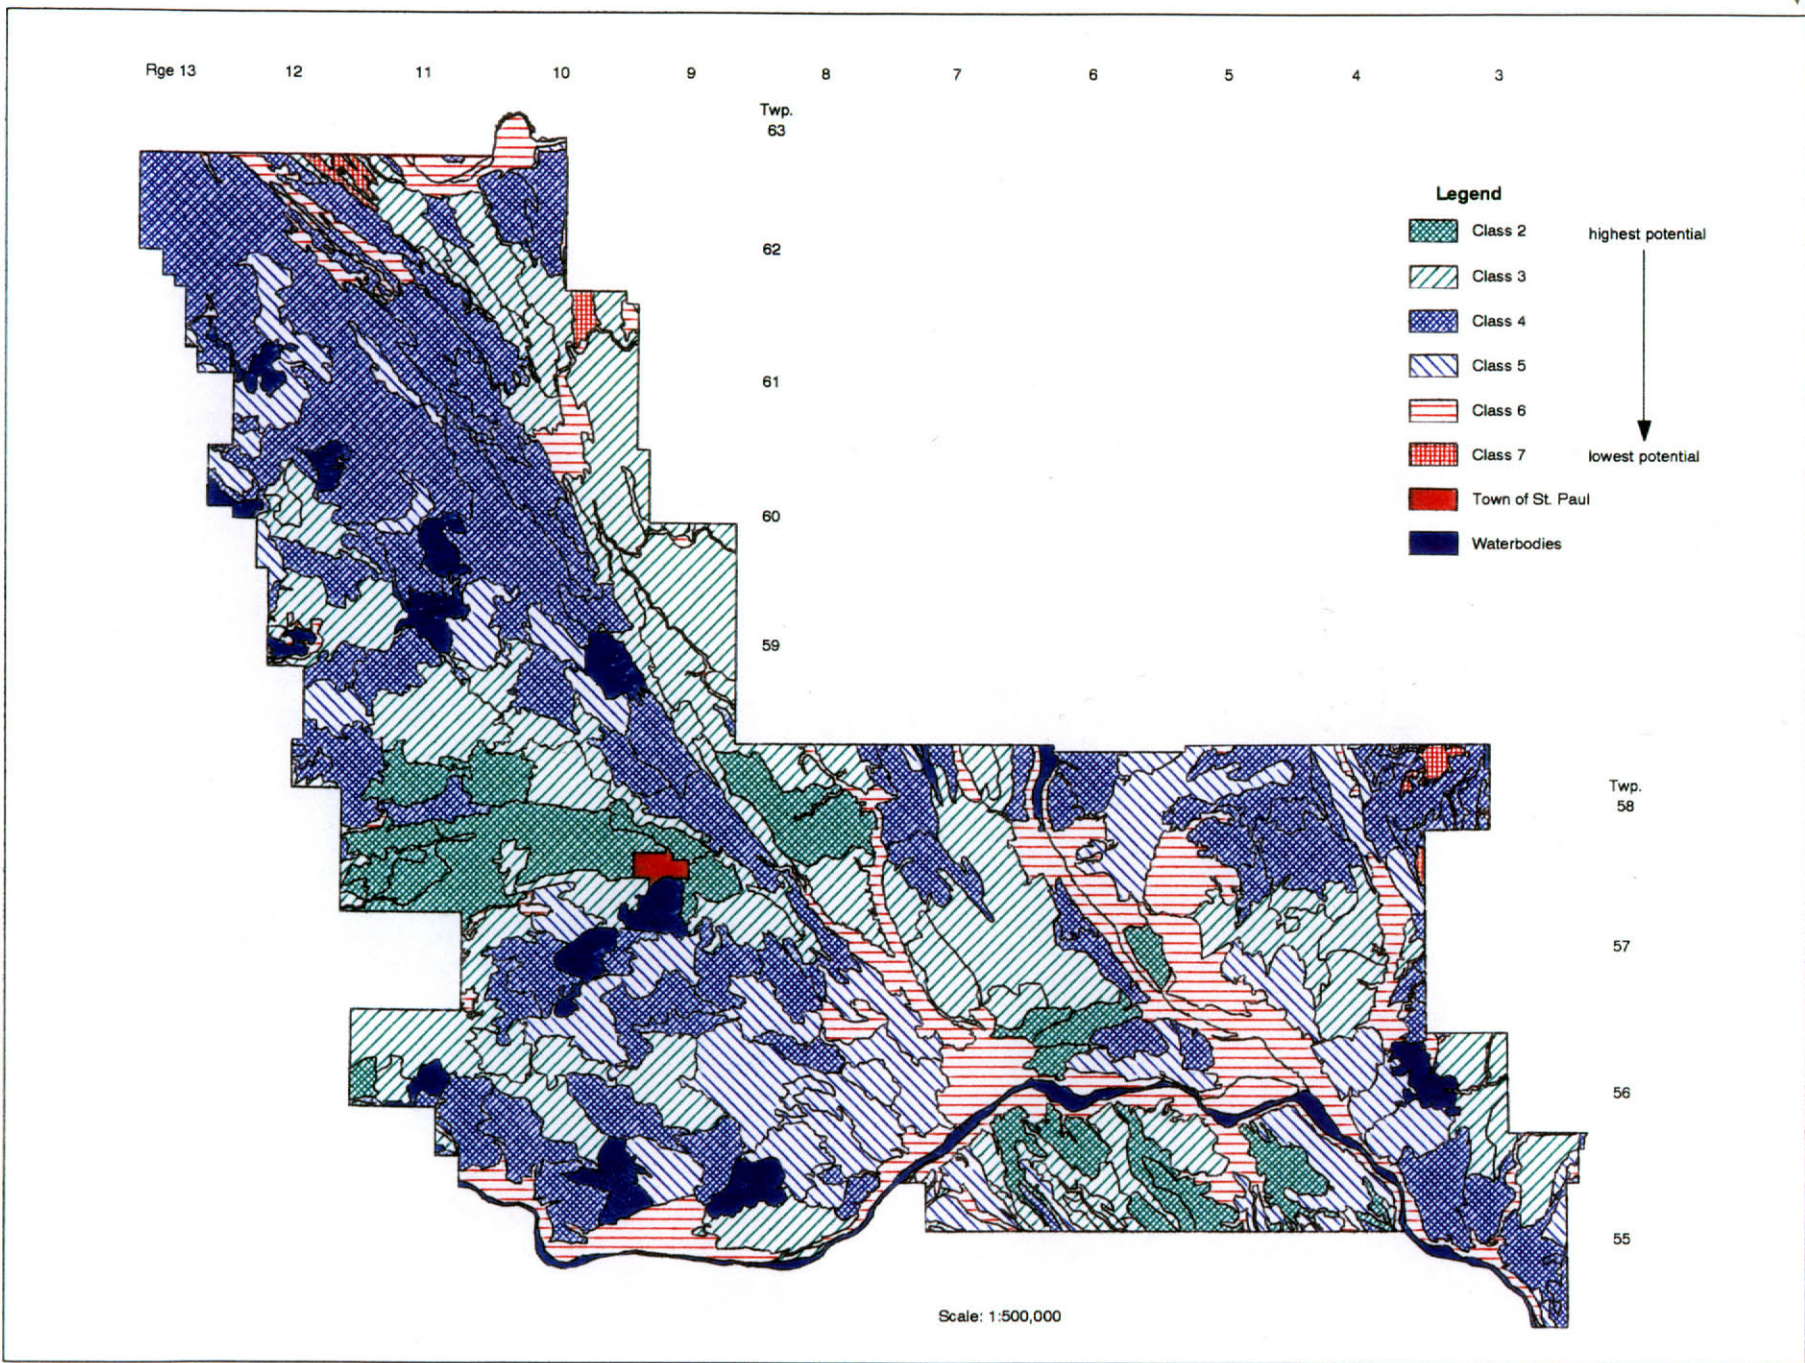 Rge 13 12 11 10 9 8 7 6 5 4 3
Twp.
63
62
61
60
59
Legend
Class 2 highest potential
Class 3
Class 4
Class 5
Class 6
Class 7 lowest potential
Town of St. Paul
Waterbodies
Twp.
58
57
56
55
Scale: 1:500,000